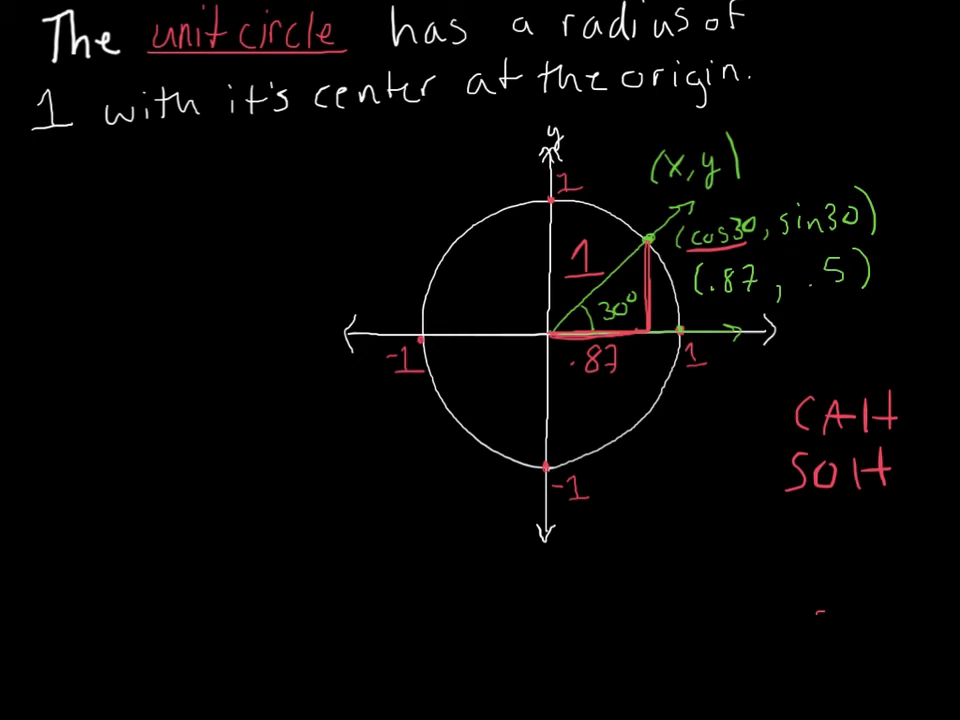 The unit circle has a radius of
1 with it's center at the origin.
y
1
(x,y)
(cos30, sin30)
1
(.87, .5)
30°
-1
.87
1
CAH
SOH
-1